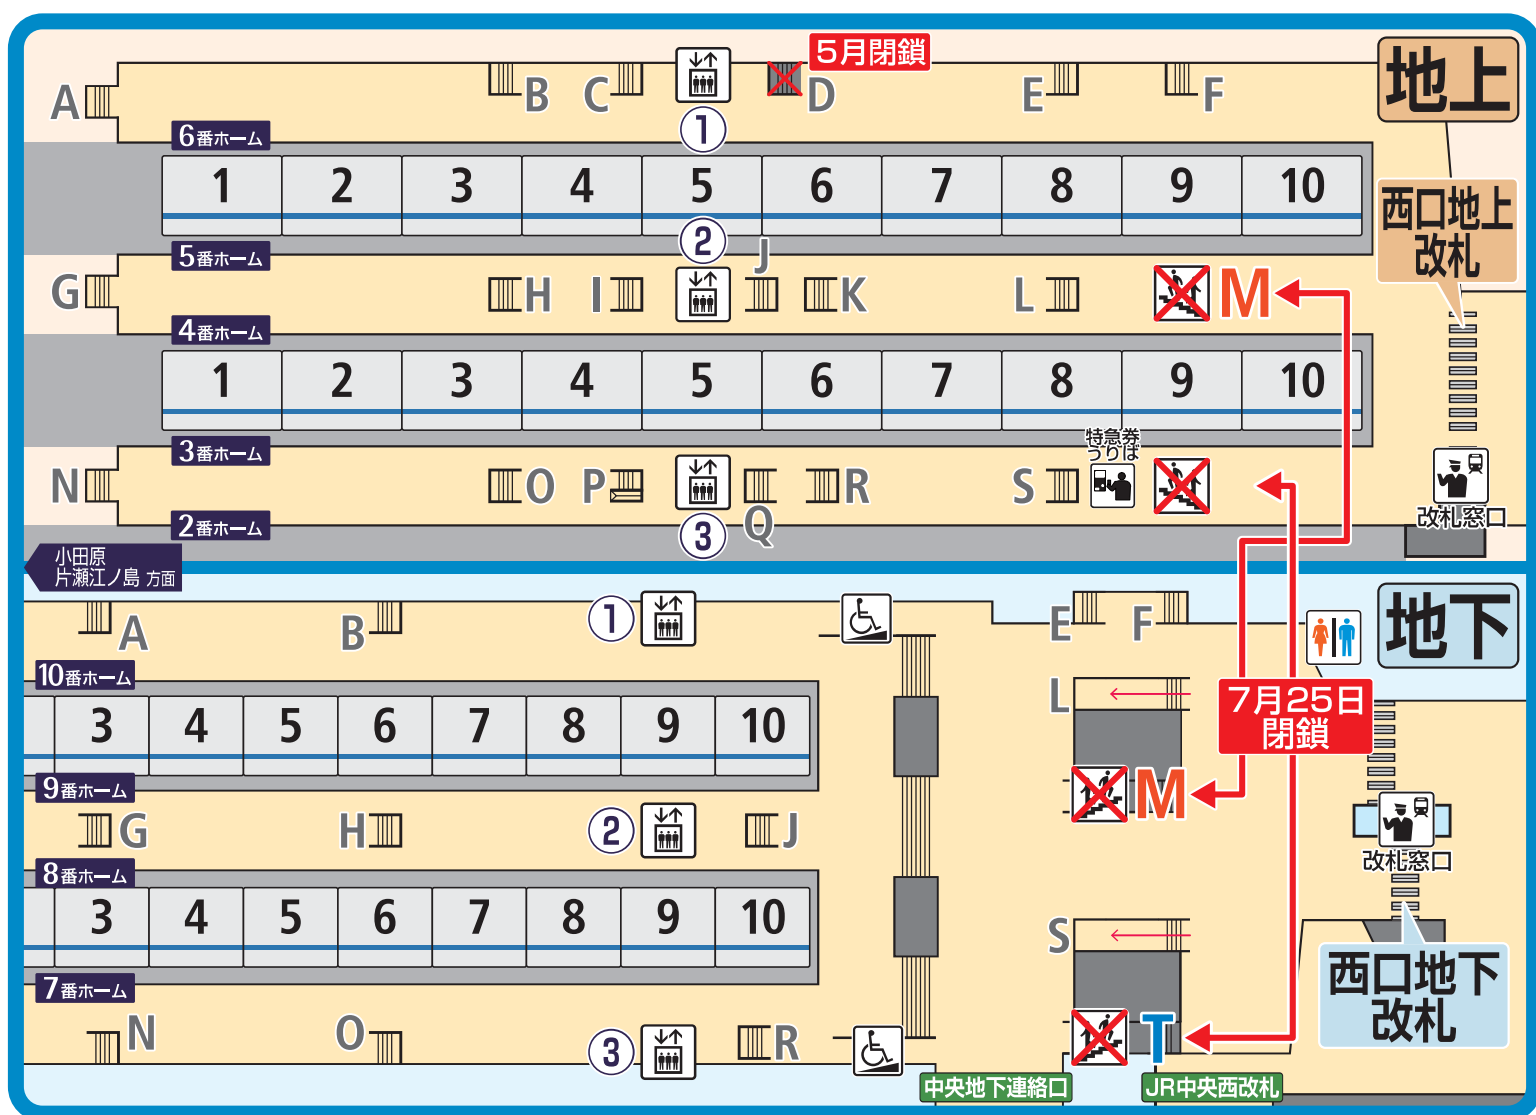 5月閉鎖
地上
A
B
C
D
E
F
①
6番ホーム
1 2 3 4 5 6 7 8 9 10
西口地上
改札
②
5番ホーム
G
H
I
J
K
L
M
4番ホーム
1 2 3 4 5 6 7 8 9 10
3番ホーム
特急券
うりば
N
O
P
Q
R
S
改札窓口
2番ホーム
③
小田原
片瀬江ノ島 方面
地下
A
B
①
E
F
10番ホーム
L
7月25日
閉鎖
3 4 5 6 7 8 9 10
9番ホーム
M
G
H
②
J
改札窓口
8番ホーム
3 4 5 6 7 8 9 10
S
西口地下
改札
7番ホーム
N
O
③
R
T
中央地下連絡口
JR中央西改札